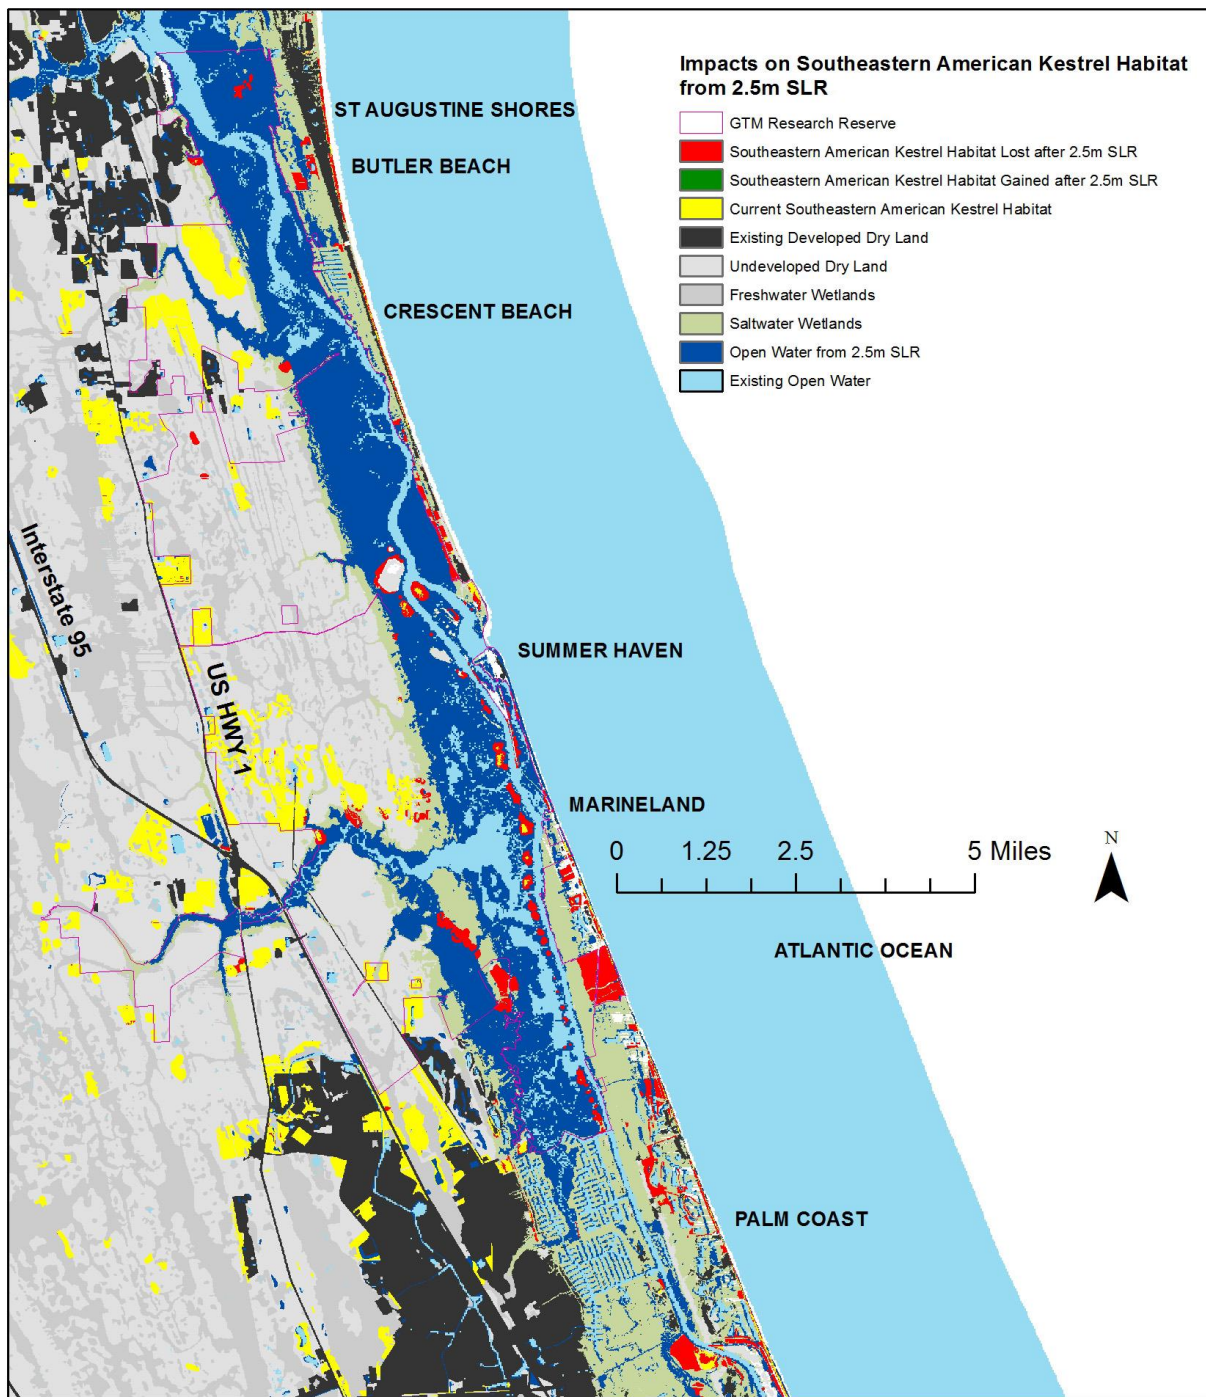 Impacts on Southeastern American Kestrel Habitat
from 2.5m SLR
GTM Research Reserve
Southeastern American Kestrel Habitat Lost after 2.5m SLR
Southeastern American Kestrel Habitat Gained after 2.5m SLR
Current Southeastern American Kestrel Habitat
Existing Developed Dry Land
Undeveloped Dry Land
Freshwater Wetlands
Saltwater Wetlands
Open Water from 2.5m SLR
Existing Open Water
ST AUGUSTINE SHORES
BUTLER BEACH
CRESCENT BEACH
Interstate 95
US HWY 1
SUMMER HAVEN
MARINELAND
0 1.25 2.5 5 Miles
N
ATLANTIC OCEAN
PALM COAST